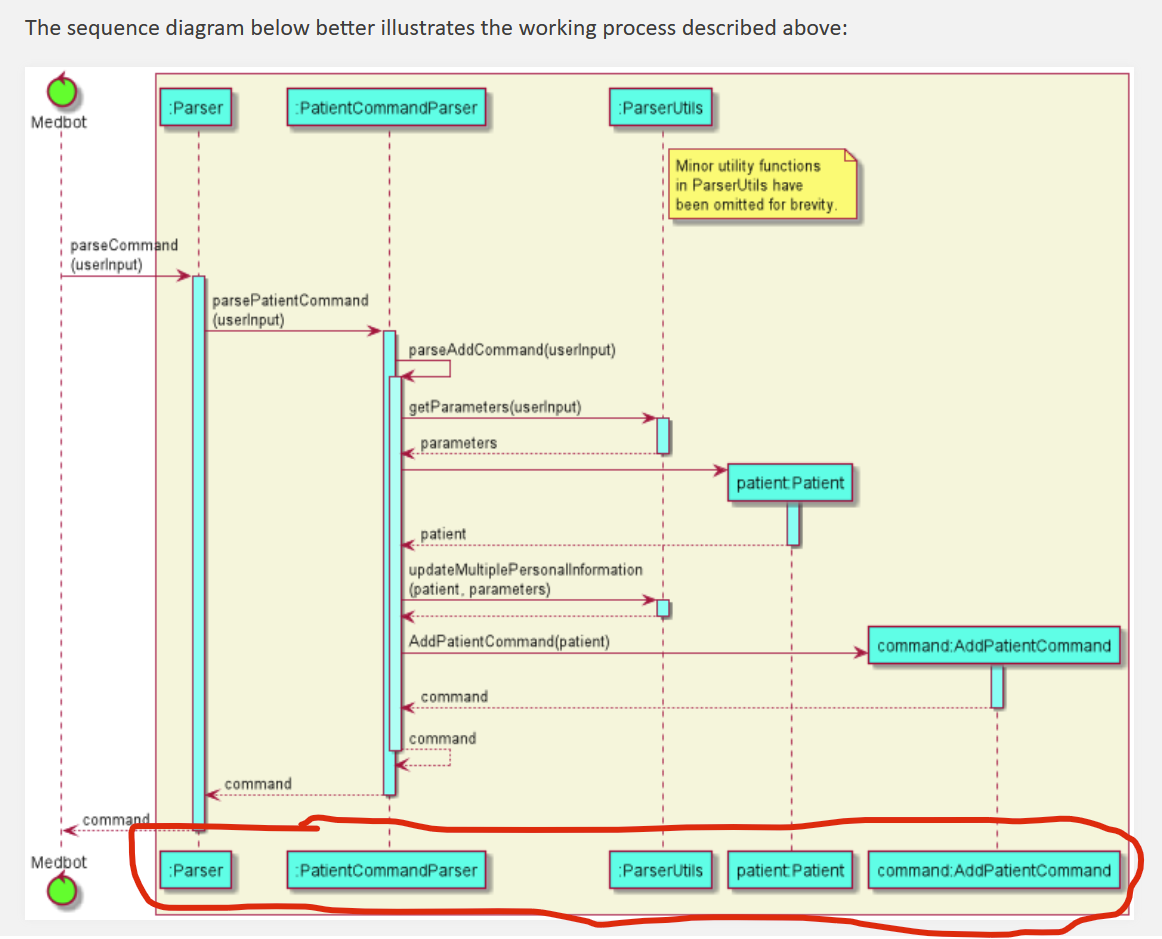 The sequence diagram below better illustrates the working process described above:
Medbot
:Parser
:PatientCommandParser
:ParserUtils
Minor utility functions
in ParserUtils have
been omitted for brevity.
parseCommand
(userInput)
parsePatientCommand
(userInput)
parseAddCommand(userInput)
getParameters(userInput)
parameters
patient:Patient
patient
updateMultiplePersonalInformation
(patient, parameters)
AddPatientCommand(patient)
command:AddPatientCommand
command
command
command
command
Medbot
:Parser
:PatientCommandParser
:ParserUtils
patient:Patient
command:AddPatientCommand